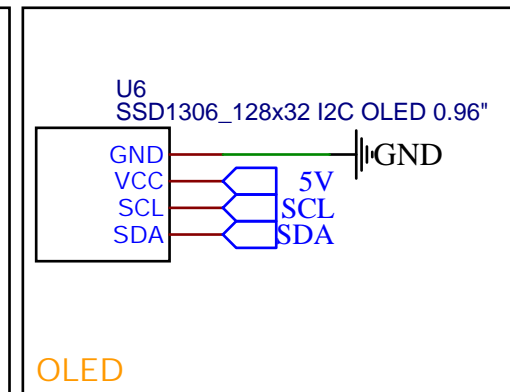 U6
SSD1306_128x32 I2C OLED 0.96"
GND GND
VCC 5V
SCL SCL
SDA SDA
OLED